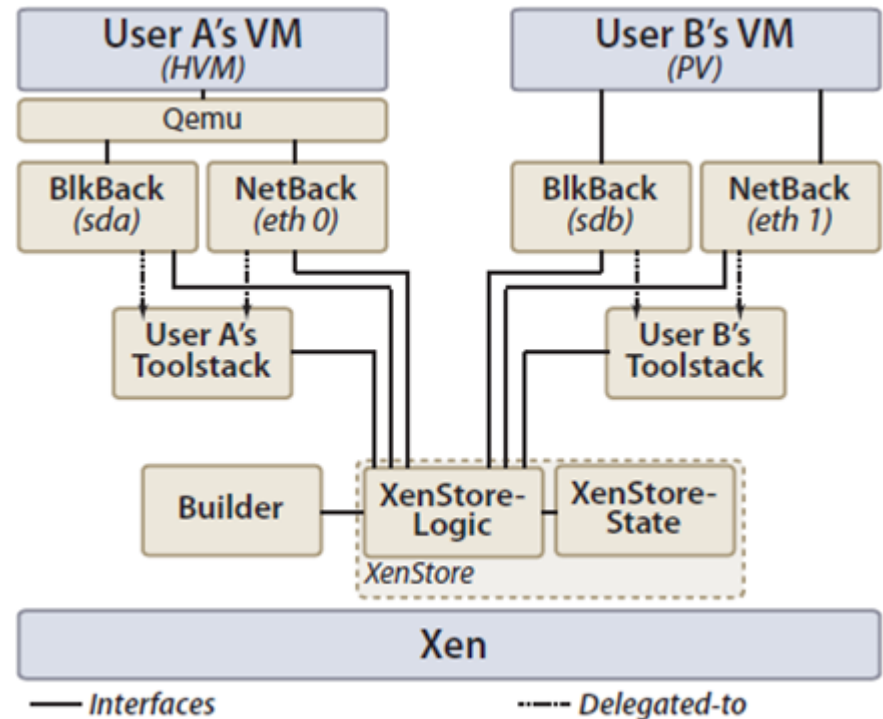 User A's VM
(HVM)
User B's VM
(PV)
Qemu
BlkBack
(sda)
NetBack
(eth 0)
BlkBack
(sdb)
NetBack
(eth 1)
User A's
Toolstack
User B's
Toolstack
Builder
XenStore-
Logic
XenStore-
State
XenStore
Xen
Interfaces
Delegated-to